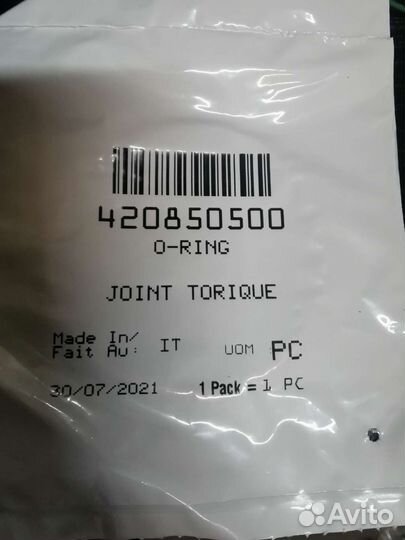 420850500
O-RING
JOINT TORIQUE
Made In/
Fait Au: IT UOM PC
30/07/2021 1 Pack = 1 PC
Avito